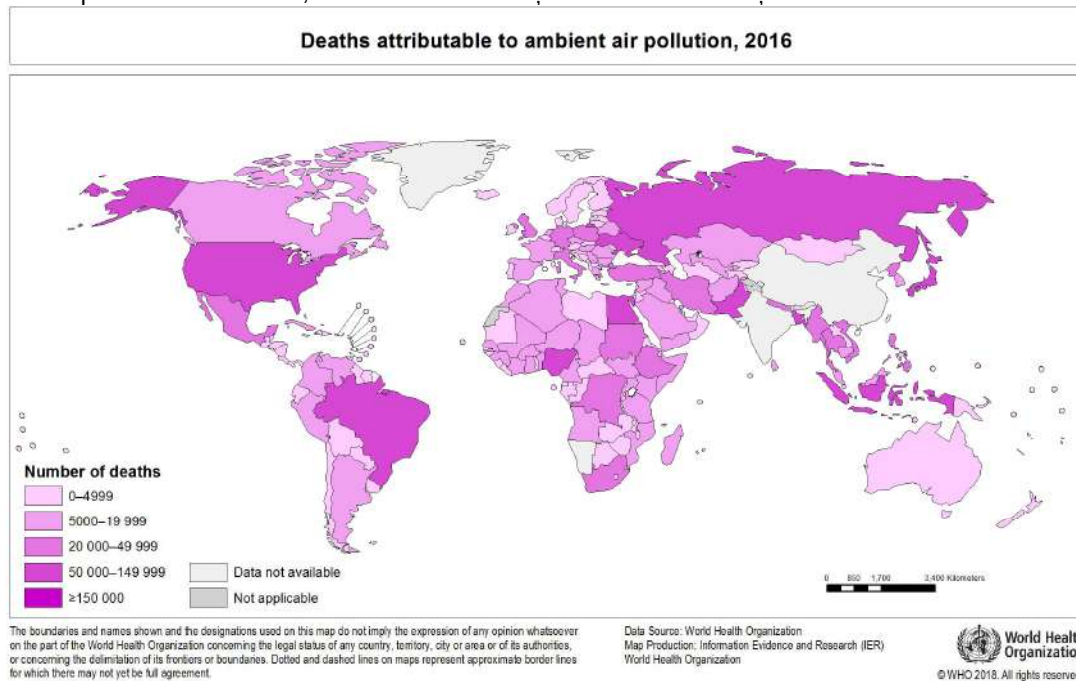 Deaths attributable to ambient air pollution, 2016
Number of deaths
0–4999
5000–19 999
20 000–49 999
50 000–149 999
≥150 000
Data not available
Not applicable
0 850 1,700 3,400 Kilometers
The boundaries and names shown and the designations used on this map do not imply the expression of any opinion whatsoever
on the part of the World Health Organization concerning the legal status of any country, territory, city or area or of its authorities,
or concerning the delimitation of its frontiers or boundaries. Dotted and dashed lines on maps represent approximate border lines
for which there may not yet be full agreement.
Data Source: World Health Organization
Map Production: Information Evidence and Research (IER)
World Health Organization
World Healt
Organizatio
© WHO 2018. All rights reserve